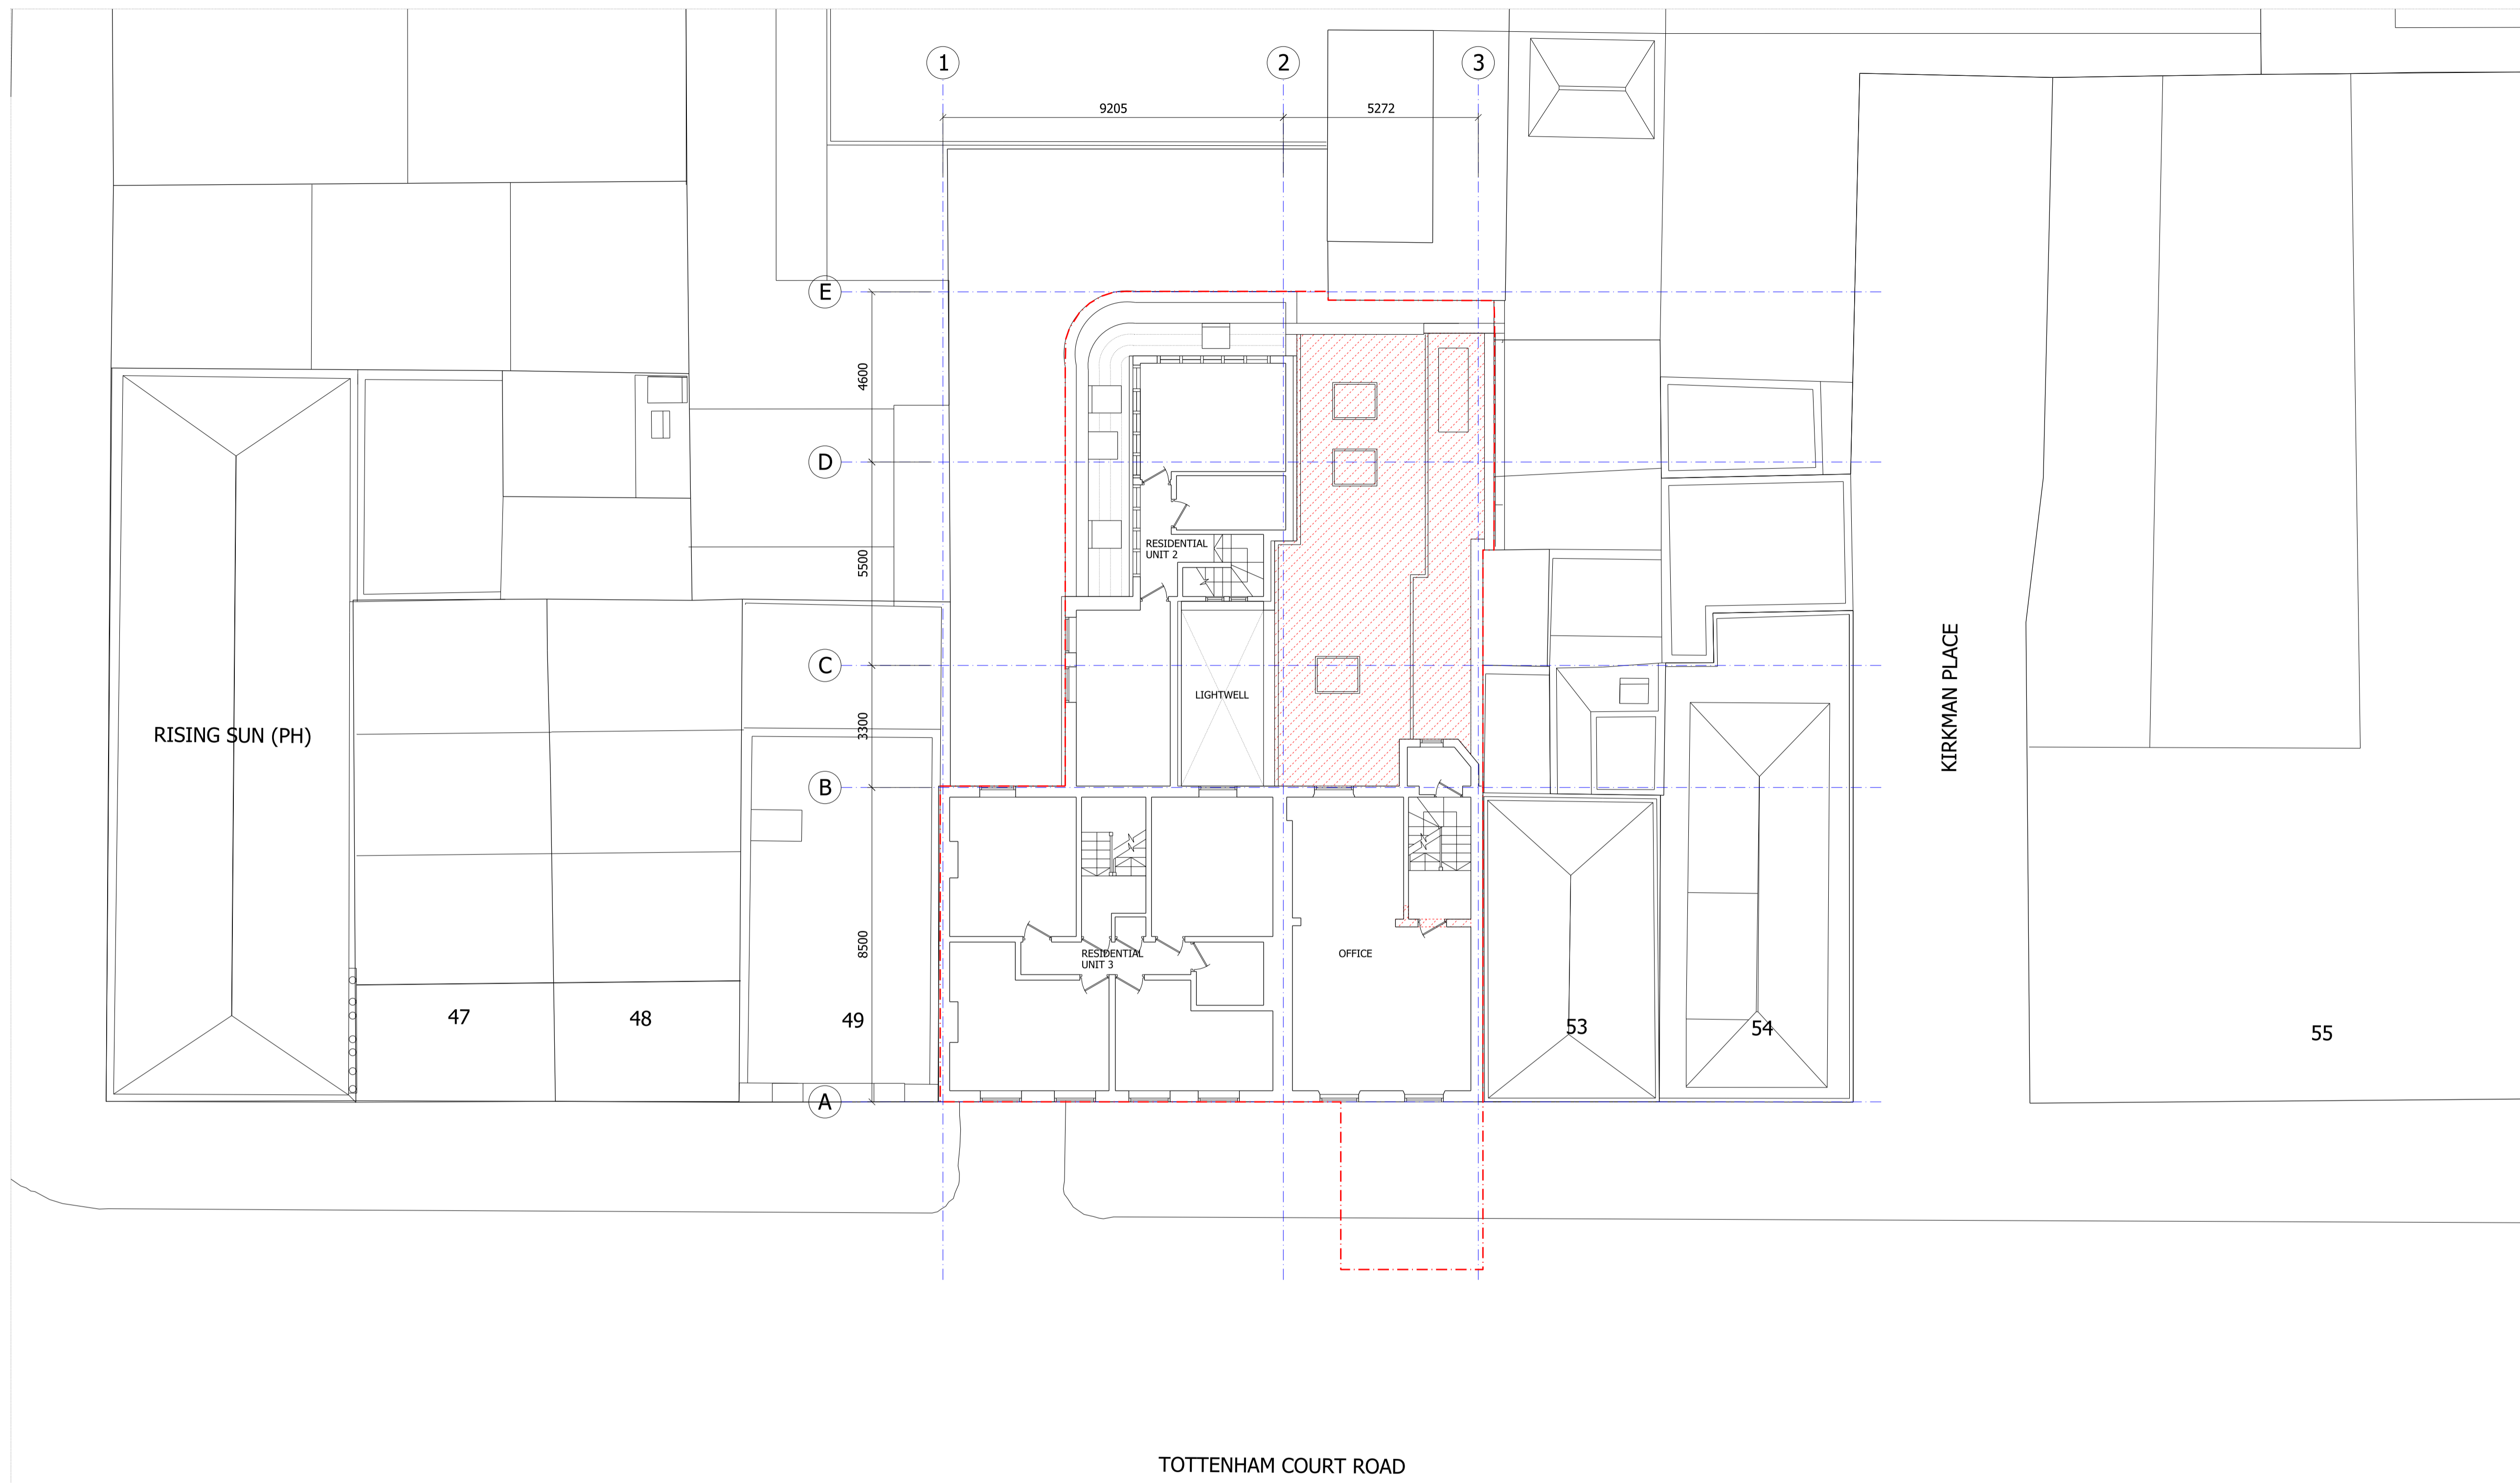 1
2
3
9205
5272
E
4600
D
5500
RESIDENTIAL
UNIT 2
C
KIRKMAN PLACE
LIGHTWELL
3300
RISING SUN (PH)
B
8500
RESIDENTIAL
UNIT 3
OFFICE
47
48
49
53
54
55
A
TOTTENHAM COURT ROAD